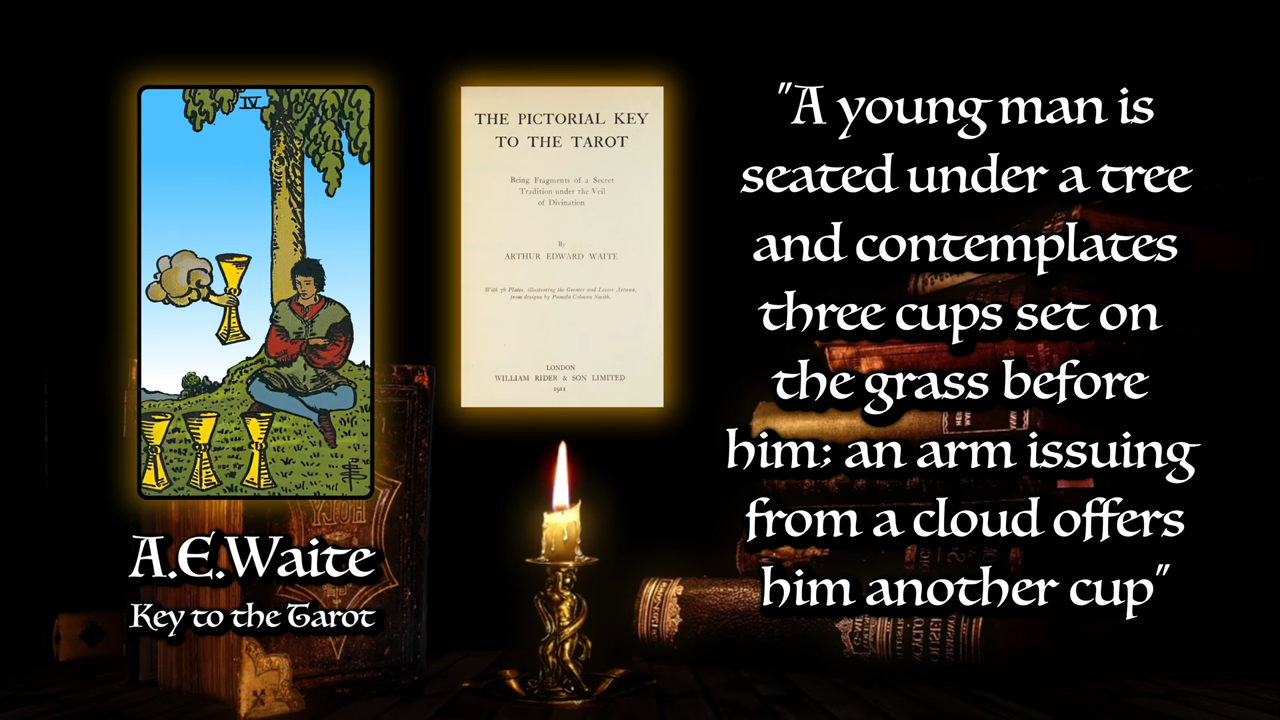 IV
A.E.Waite
Key to the Tarot
THE PICTORIAL KEY
TO THE TAROT
Being Fragments of a Secret
Tradition under the Veil
of Divination
By
ARTHUR EDWARD WAITE
With 78 Plates, illustrating the Greater and Lesser Arcana,
from designs by Pamela Colman Smith.
LONDON
WILLIAM RIDER & SON LIMITED
1911
"A young man is
seated under a tree
and contemplates
three cups set on
the grass before
him; an arm issuing
from a cloud offers
him another cup"
YJOH